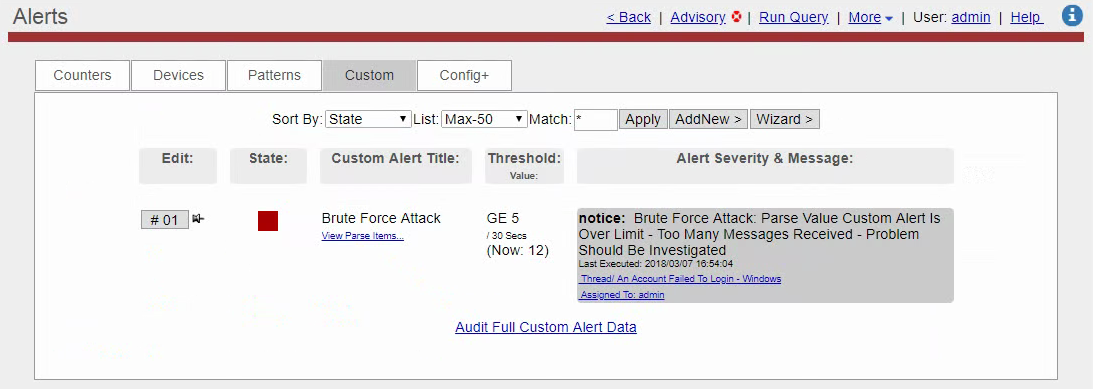 Alerts
< Back | Advisory | Run Query | More | User: admin | Help
Counters Devices Patterns Custom Config+
Sort By: State List: Max-50 Match: * Apply AddNew > Wizard >
Edit: State: Custom Alert Title: Threshold: Alert Severity & Message:
Value:
# 01 Brute Force Attack GE 5 notice: Brute Force Attack: Parse Value Custom Alert Is
View Parse Items... / 30 Secs Over Limit - Too Many Messages Received - Problem
(Now: 12) Should Be Investigated
Last Executed: 2018/03/07 16:54:04
Thread/ An Account Failed To Login - Windows
Assigned To: admin
Audit Full Custom Alert Data